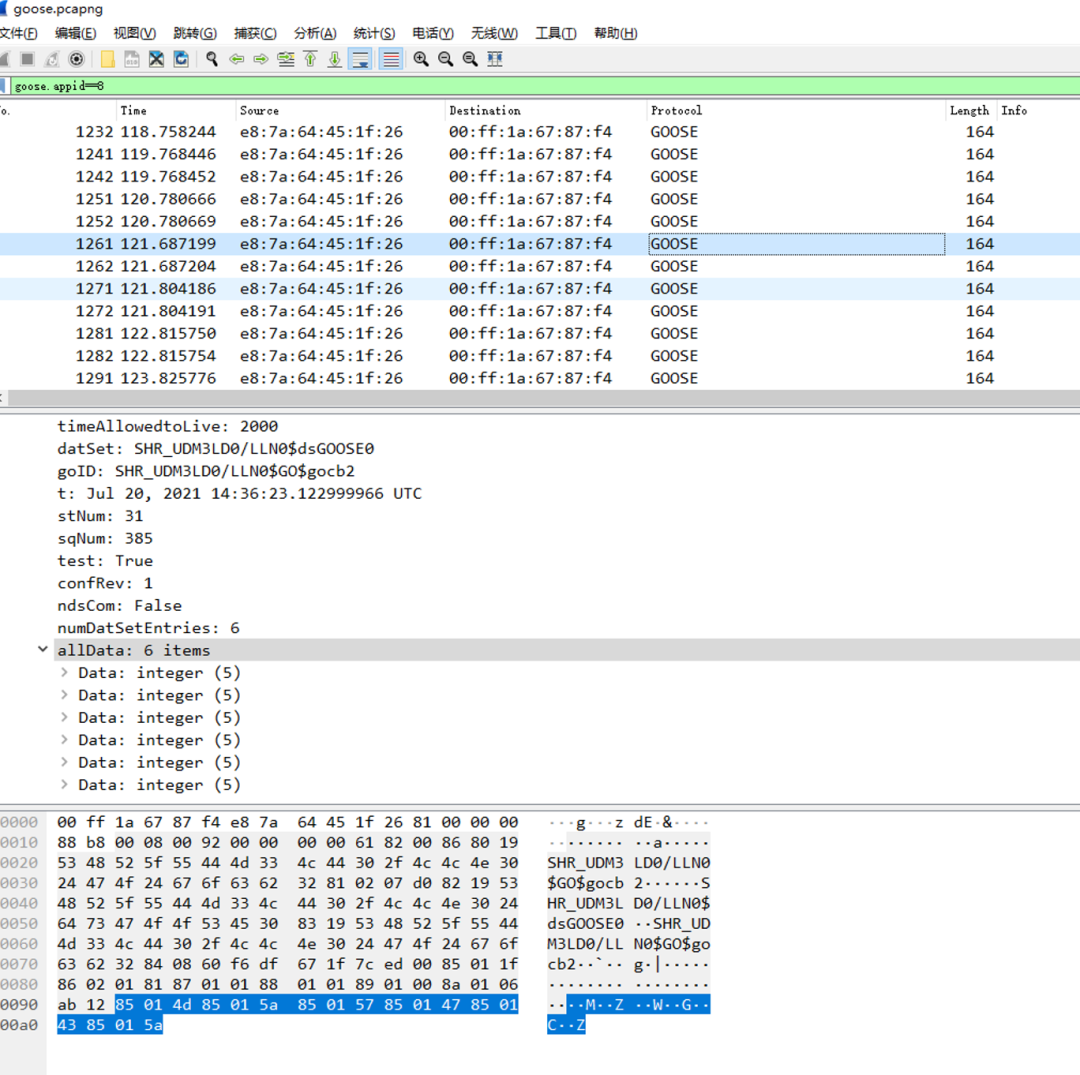 goose.pcapng
文件(F) 编辑(E) 视图(V) 跳转(G) 捕获(C) 分析(A) 统计(S) 电话(Y) 无线(W) 工具(T) 帮助(H)
goose.appid==8
o. Time Source Destination Protocol Length Info
1232 118.758244 e8:7a:64:45:1f:26 00:ff:1a:67:87:f4 GOOSE 164
1241 119.768446 e8:7a:64:45:1f:26 00:ff:1a:67:87:f4 GOOSE 164
1242 119.768452 e8:7a:64:45:1f:26 00:ff:1a:67:87:f4 GOOSE 164
1251 120.780666 e8:7a:64:45:1f:26 00:ff:1a:67:87:f4 GOOSE 164
1252 120.780669 e8:7a:64:45:1f:26 00:ff:1a:67:87:f4 GOOSE 164
1261 121.687199 e8:7a:64:45:1f:26 00:ff:1a:67:87:f4 GOOSE 164
1262 121.687204 e8:7a:64:45:1f:26 00:ff:1a:67:87:f4 GOOSE 164
1271 121.804186 e8:7a:64:45:1f:26 00:ff:1a:67:87:f4 GOOSE 164
1272 121.804191 e8:7a:64:45:1f:26 00:ff:1a:67:87:f4 GOOSE 164
1281 122.815750 e8:7a:64:45:1f:26 00:ff:1a:67:87:f4 GOOSE 164
1282 122.815754 e8:7a:64:45:1f:26 00:ff:1a:67:87:f4 GOOSE 164
1291 123.825776 e8:7a:64:45:1f:26 00:ff:1a:67:87:f4 GOOSE 164
timeAllowedtoLive: 2000
datSet: SHR_UDM3LD0/LLN0$dsGOOSE0
goID: SHR_UDM3LD0/LLN0$GO$gocb2
t: Jul 20, 2021 14:36:23.122999966 UTC
stNum: 31
sqNum: 385
test: True
confRev: 1
ndsCom: False
numDatSetEntries: 6
allData: 6 items
Data: integer (5)
Data: integer (5)
Data: integer (5)
Data: integer (5)
Data: integer (5)
Data: integer (5)
0000 00 ff 1a 67 87 f4 e8 7a 64 45 1f 26 81 00 00 00 ···g···z dE·&····
0010 88 b8 00 08 00 92 00 00 00 00 61 82 00 86 80 19 ········ ··a·····
0020 53 48 52 5f 55 44 4d 33 4c 44 30 2f 4c 4c 4e 30 SHR_UDM3 LD0/LLN0
0030 24 47 4f 24 67 6f 63 62 32 81 02 07 d0 82 19 53 $GO$gocb 2······S
0040 48 52 5f 55 44 4d 33 4c 44 30 2f 4c 4c 4e 30 24 HR_UDM3L D0/LLN0$
0050 64 73 47 4f 4f 53 45 30 83 19 53 48 52 5f 55 44 dsGOOSE0 ··SHR_UD
0060 4d 33 4c 44 30 2f 4c 4c 4e 30 24 47 4f 24 67 6f M3LD0/LL N0$GO$go
0070 63 62 32 84 08 60 f6 df 67 1f 7c ed 00 85 01 1f cb2··`·· g·|·····
0080 86 02 01 81 87 01 01 88 01 01 89 01 00 8a 01 06 ········ ········
0090 ab 12 85 01 4d 85 01 5a 85 01 57 85 01 47 85 01 ····M··Z ··W··G··
00a0 43 85 01 5a C··Z